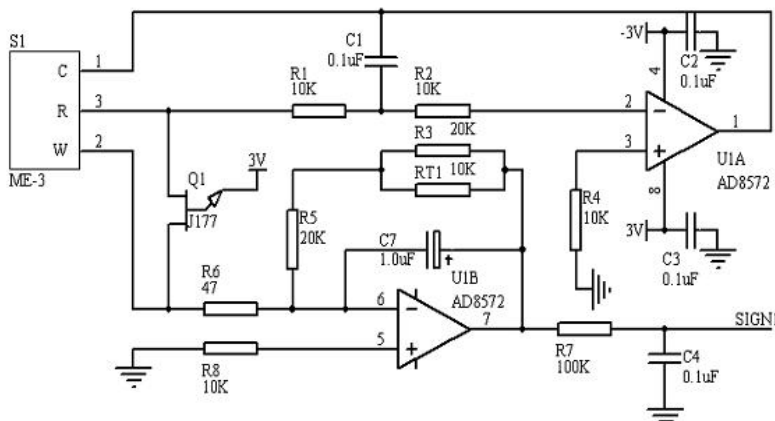 S1
C
1
R
3
W
2
ME-3
C1
0.1uF
R1
10K
R2
10K
-3V
4
C2
0.1uF
2
3
1
U1A
AD8572
8
3V
C3
0.1uF
R4
10K
Q1
J177
3V
R3
20K
10K
RT1
R5
20K
C7
1.0uF
+
U1B
AD8572
R6
47
6
5
7
R8
10K
R7
100K
SIGN1
C4
0.1uF